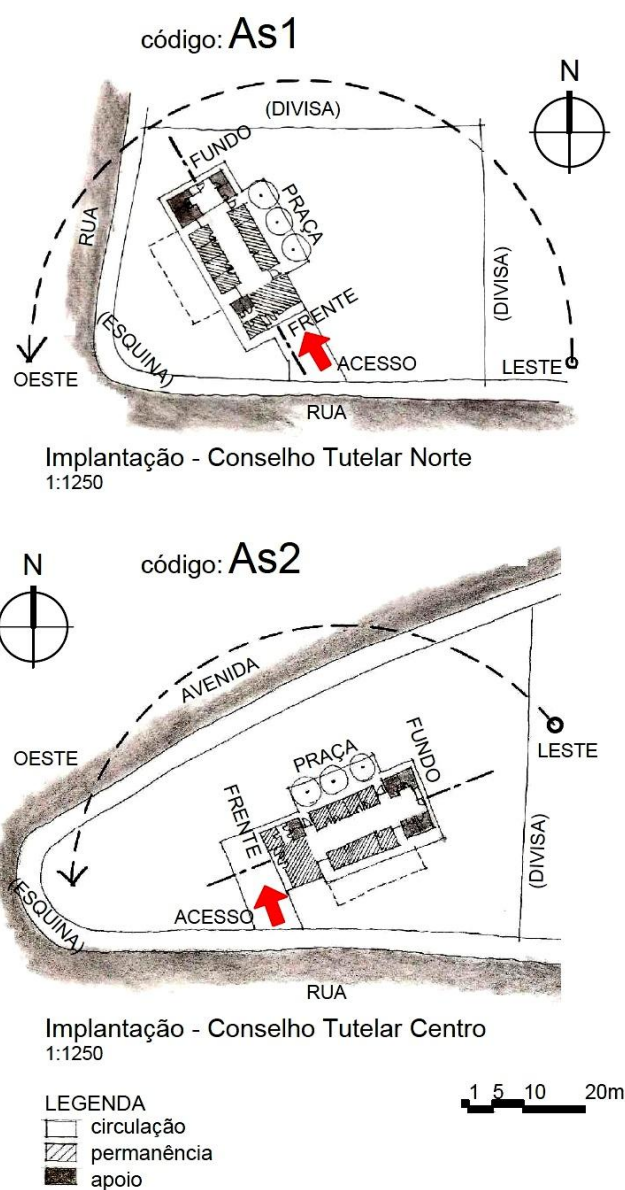 código: As1
N
(DIVISA)
FUNDO
PRAÇA
RUA
(DIVISA)
FRENTE
(ESQUINA)
ACESSO
OESTE
LESTE
RUA
Implantação - Conselho Tutelar Norte
1:1250
código: As2
N
AVENIDA
OESTE
LESTE
FUNDO
PRAÇA
FRENTE
(DIVISA)
(ESQUINA)
ACESSO
RUA
Implantação - Conselho Tutelar Centro
1:1250
1 5 10 20m
LEGENDA
circulação
permanência
apoio